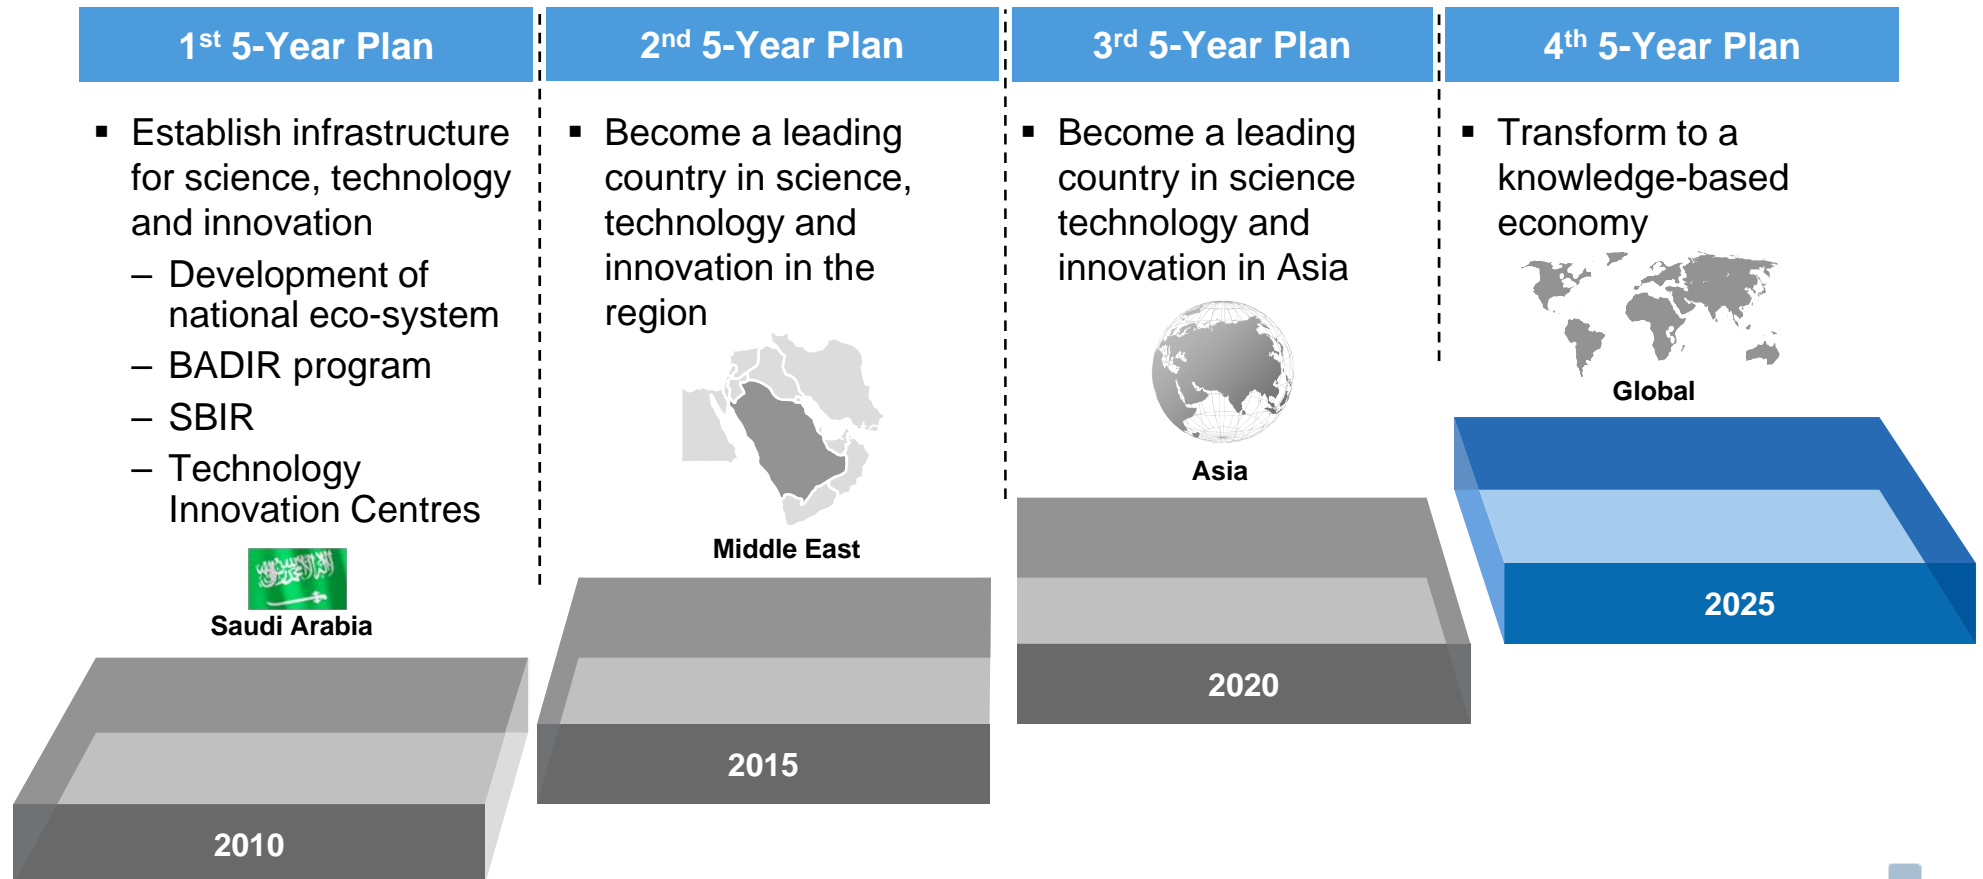 1st 5-Year Plan
▪ Establish infrastructure
for science, technology
and innovation
– Development of
national eco-system
– BADIR program
– SBIR
– Technology
Innovation Centres
Saudi Arabia
2010
2nd 5-Year Plan
▪ Become a leading
country in science,
technology and
innovation in the
region
Middle East
2015
3rd 5-Year Plan
▪ Become a leading
country in science
technology and
innovation in Asia
Asia
2020
4th 5-Year Plan
▪ Transform to a
knowledge-based
economy
Global
2025